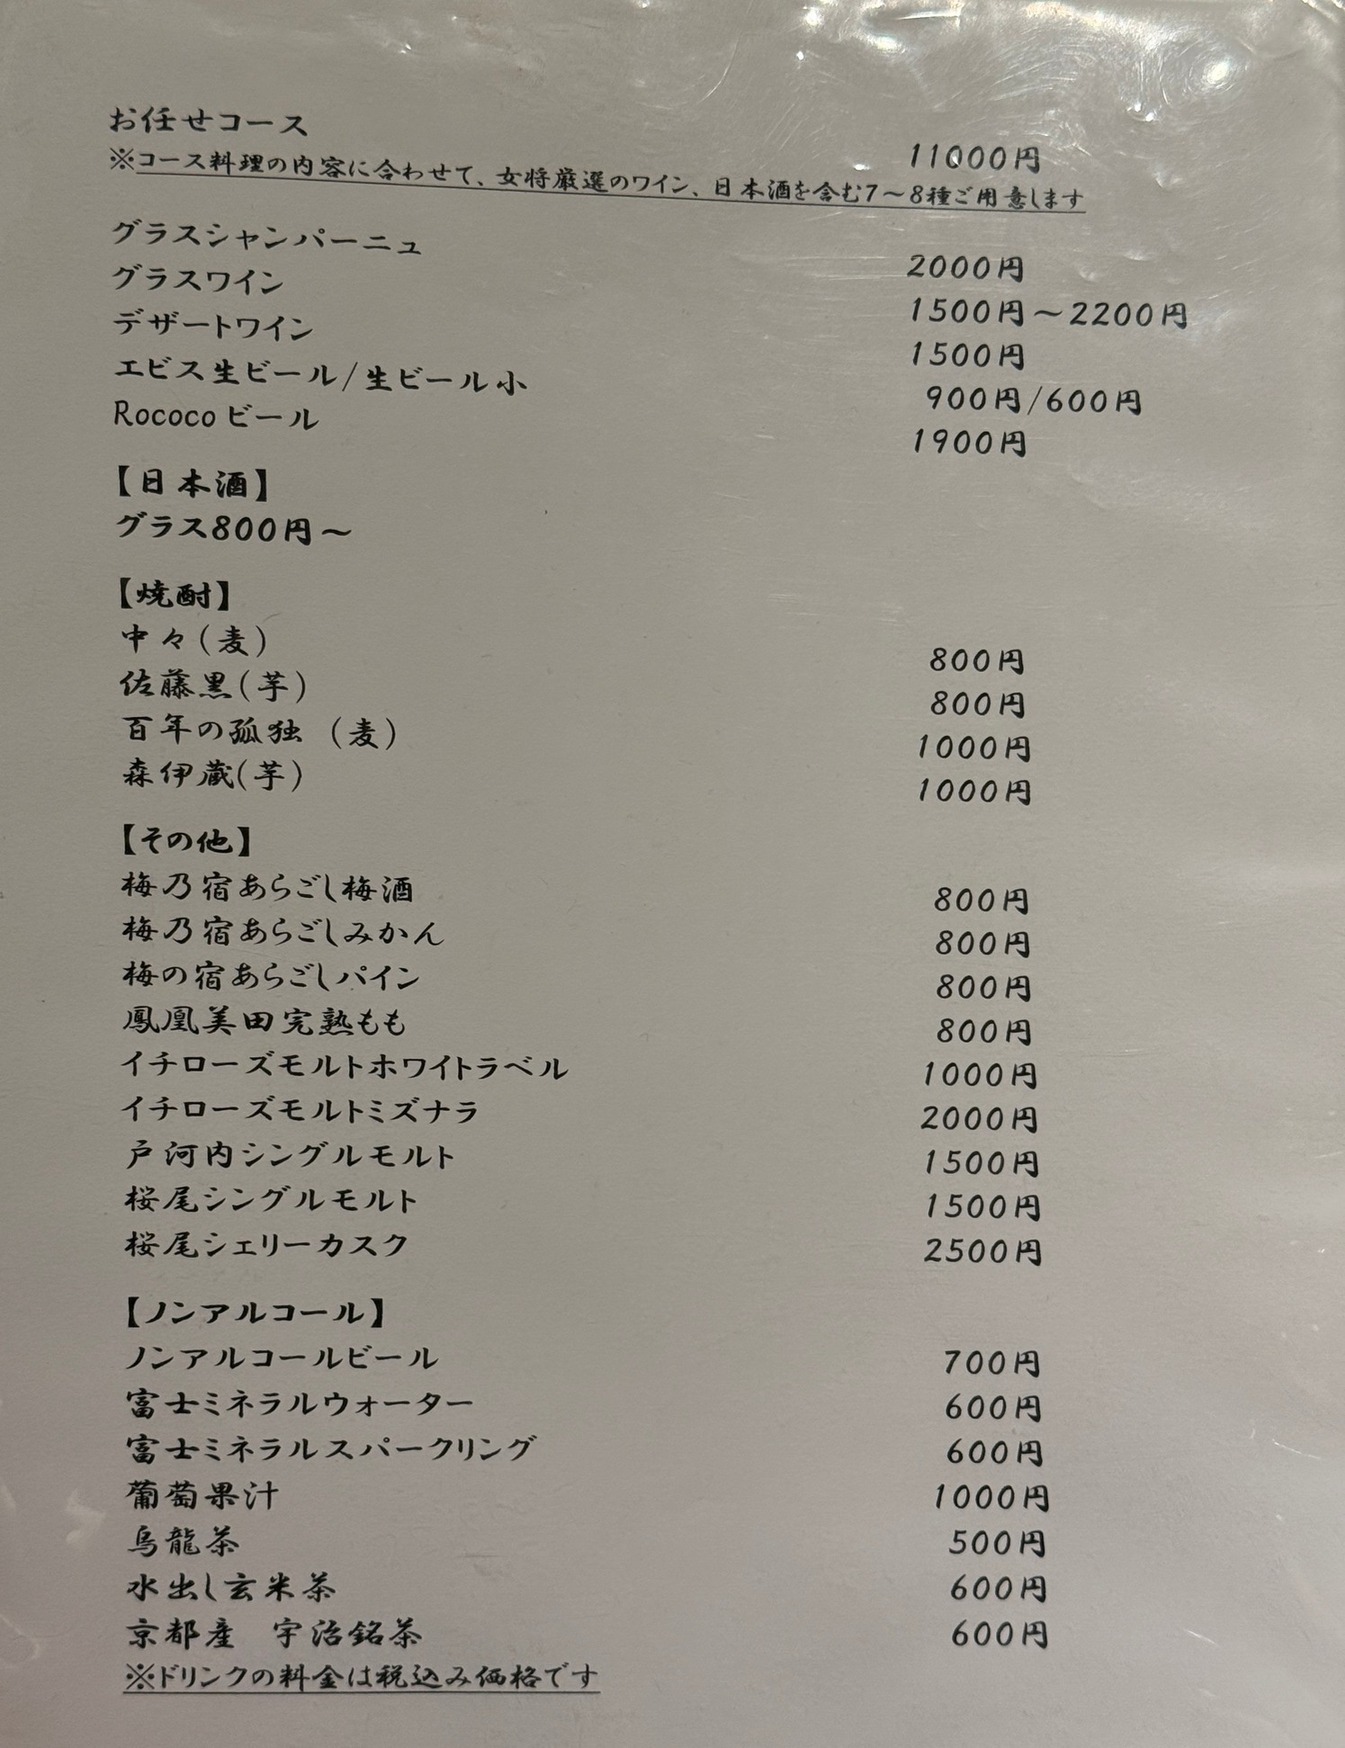 お任せコース 11000円
※コース料理の内容に合わせて、女将厳選のワイン、日本酒を含む7～8種ご用意します
グラスシャンパーニュ 2000円
グラスワイン 1500円～2200円
デザートワイン 1500円
エビス生ビール/生ビール小 900円/600円
Rococoビール 1900円
【日本酒】
グラス800円～
【焼酎】
中々(麦) 800円
佐藤黒(芋) 800円
百年の孤独 (麦) 1000円
森伊蔵(芋) 1000円
【その他】
梅乃宿あらごし梅酒 800円
梅乃宿あらごしみかん 800円
梅の宿あらごしパイン 800円
鳳凰美田完熟もも 800円
イチローズモルトホワイトラベル 1000円
イチローズモルトミズナラ 2000円
戸河内シングルモルト 1500円
桜尾シングルモルト 1500円
桜尾シェリーカスク 2500円
【ノンアルコール】
ノンアルコールビール 700円
富士ミネラルウォーター 600円
富士ミネラルスパークリング 600円
葡萄果汁 1000円
烏龍茶 500円
水出し玄米茶 600円
京都産　宇治銘茶 600円
※ドリンクの料金は税込み価格です